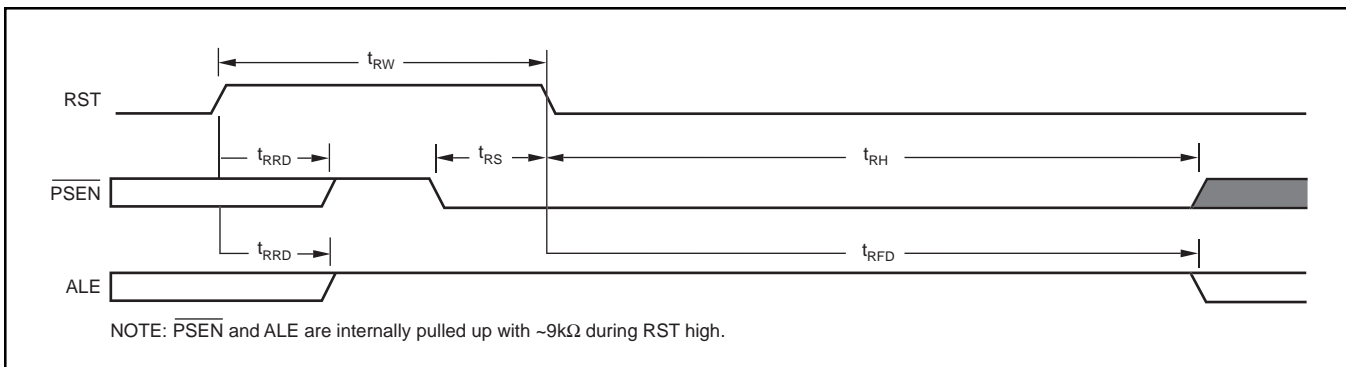 tRW
RST
tRRD
tRS
tRH
PSEN
tRRD
tRFD
ALE
NOTE: PSEN and ALE are internally pulled up with ~9kΩ during RST high.